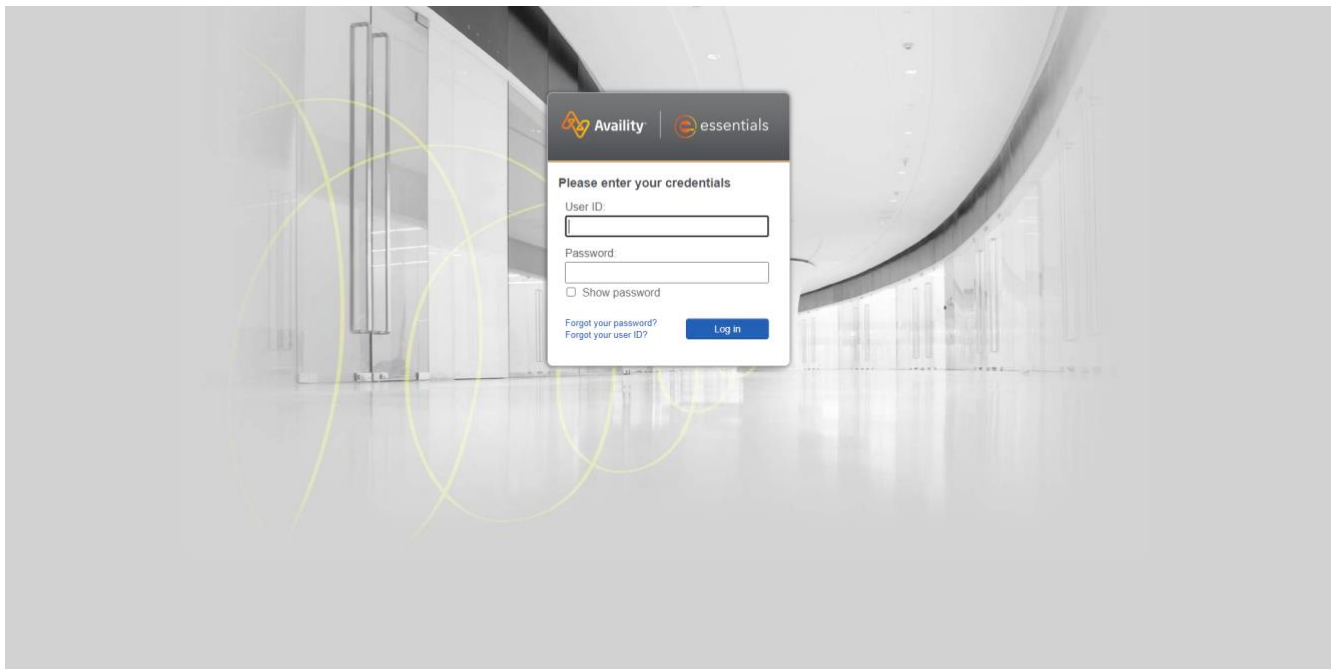 Availity essentials
Please enter your credentials
User ID:
Password:
Show password
Forgot your password?
Forgot your user ID?
Log in